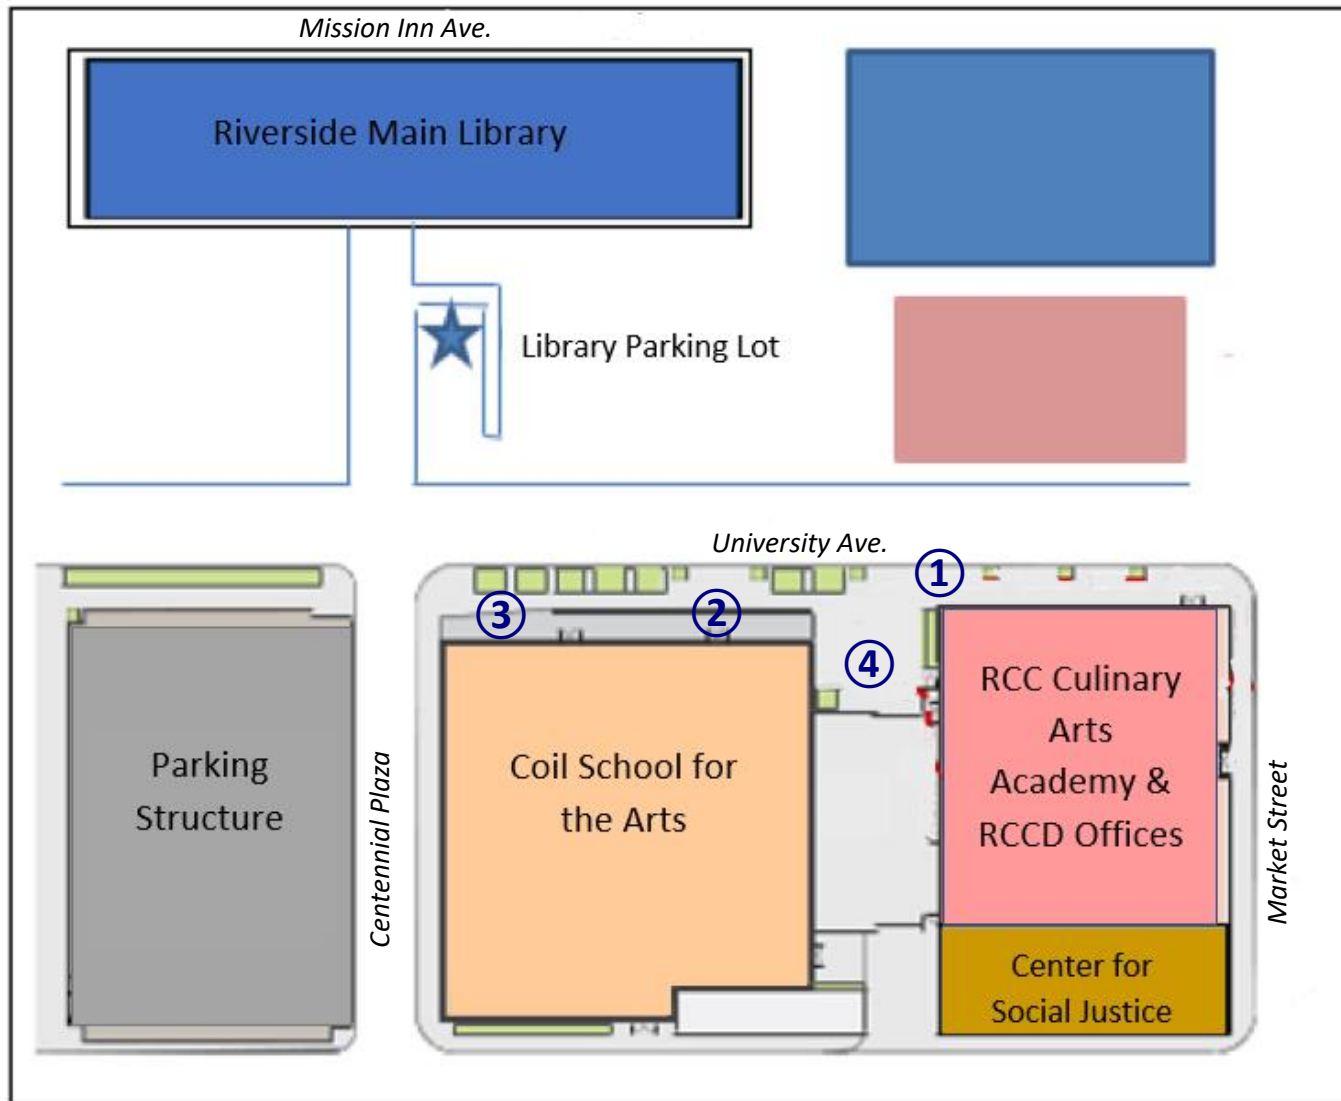 Mission Inn Ave.
Riverside Main Library
Library Parking Lot
University Ave.
①
②
③
④
Parking
Structure
Centennial Plaza
Coil School for
the Arts
RCC Culinary
Arts
Academy &
RCCD Offices
Market Street
Center for
Social Justice